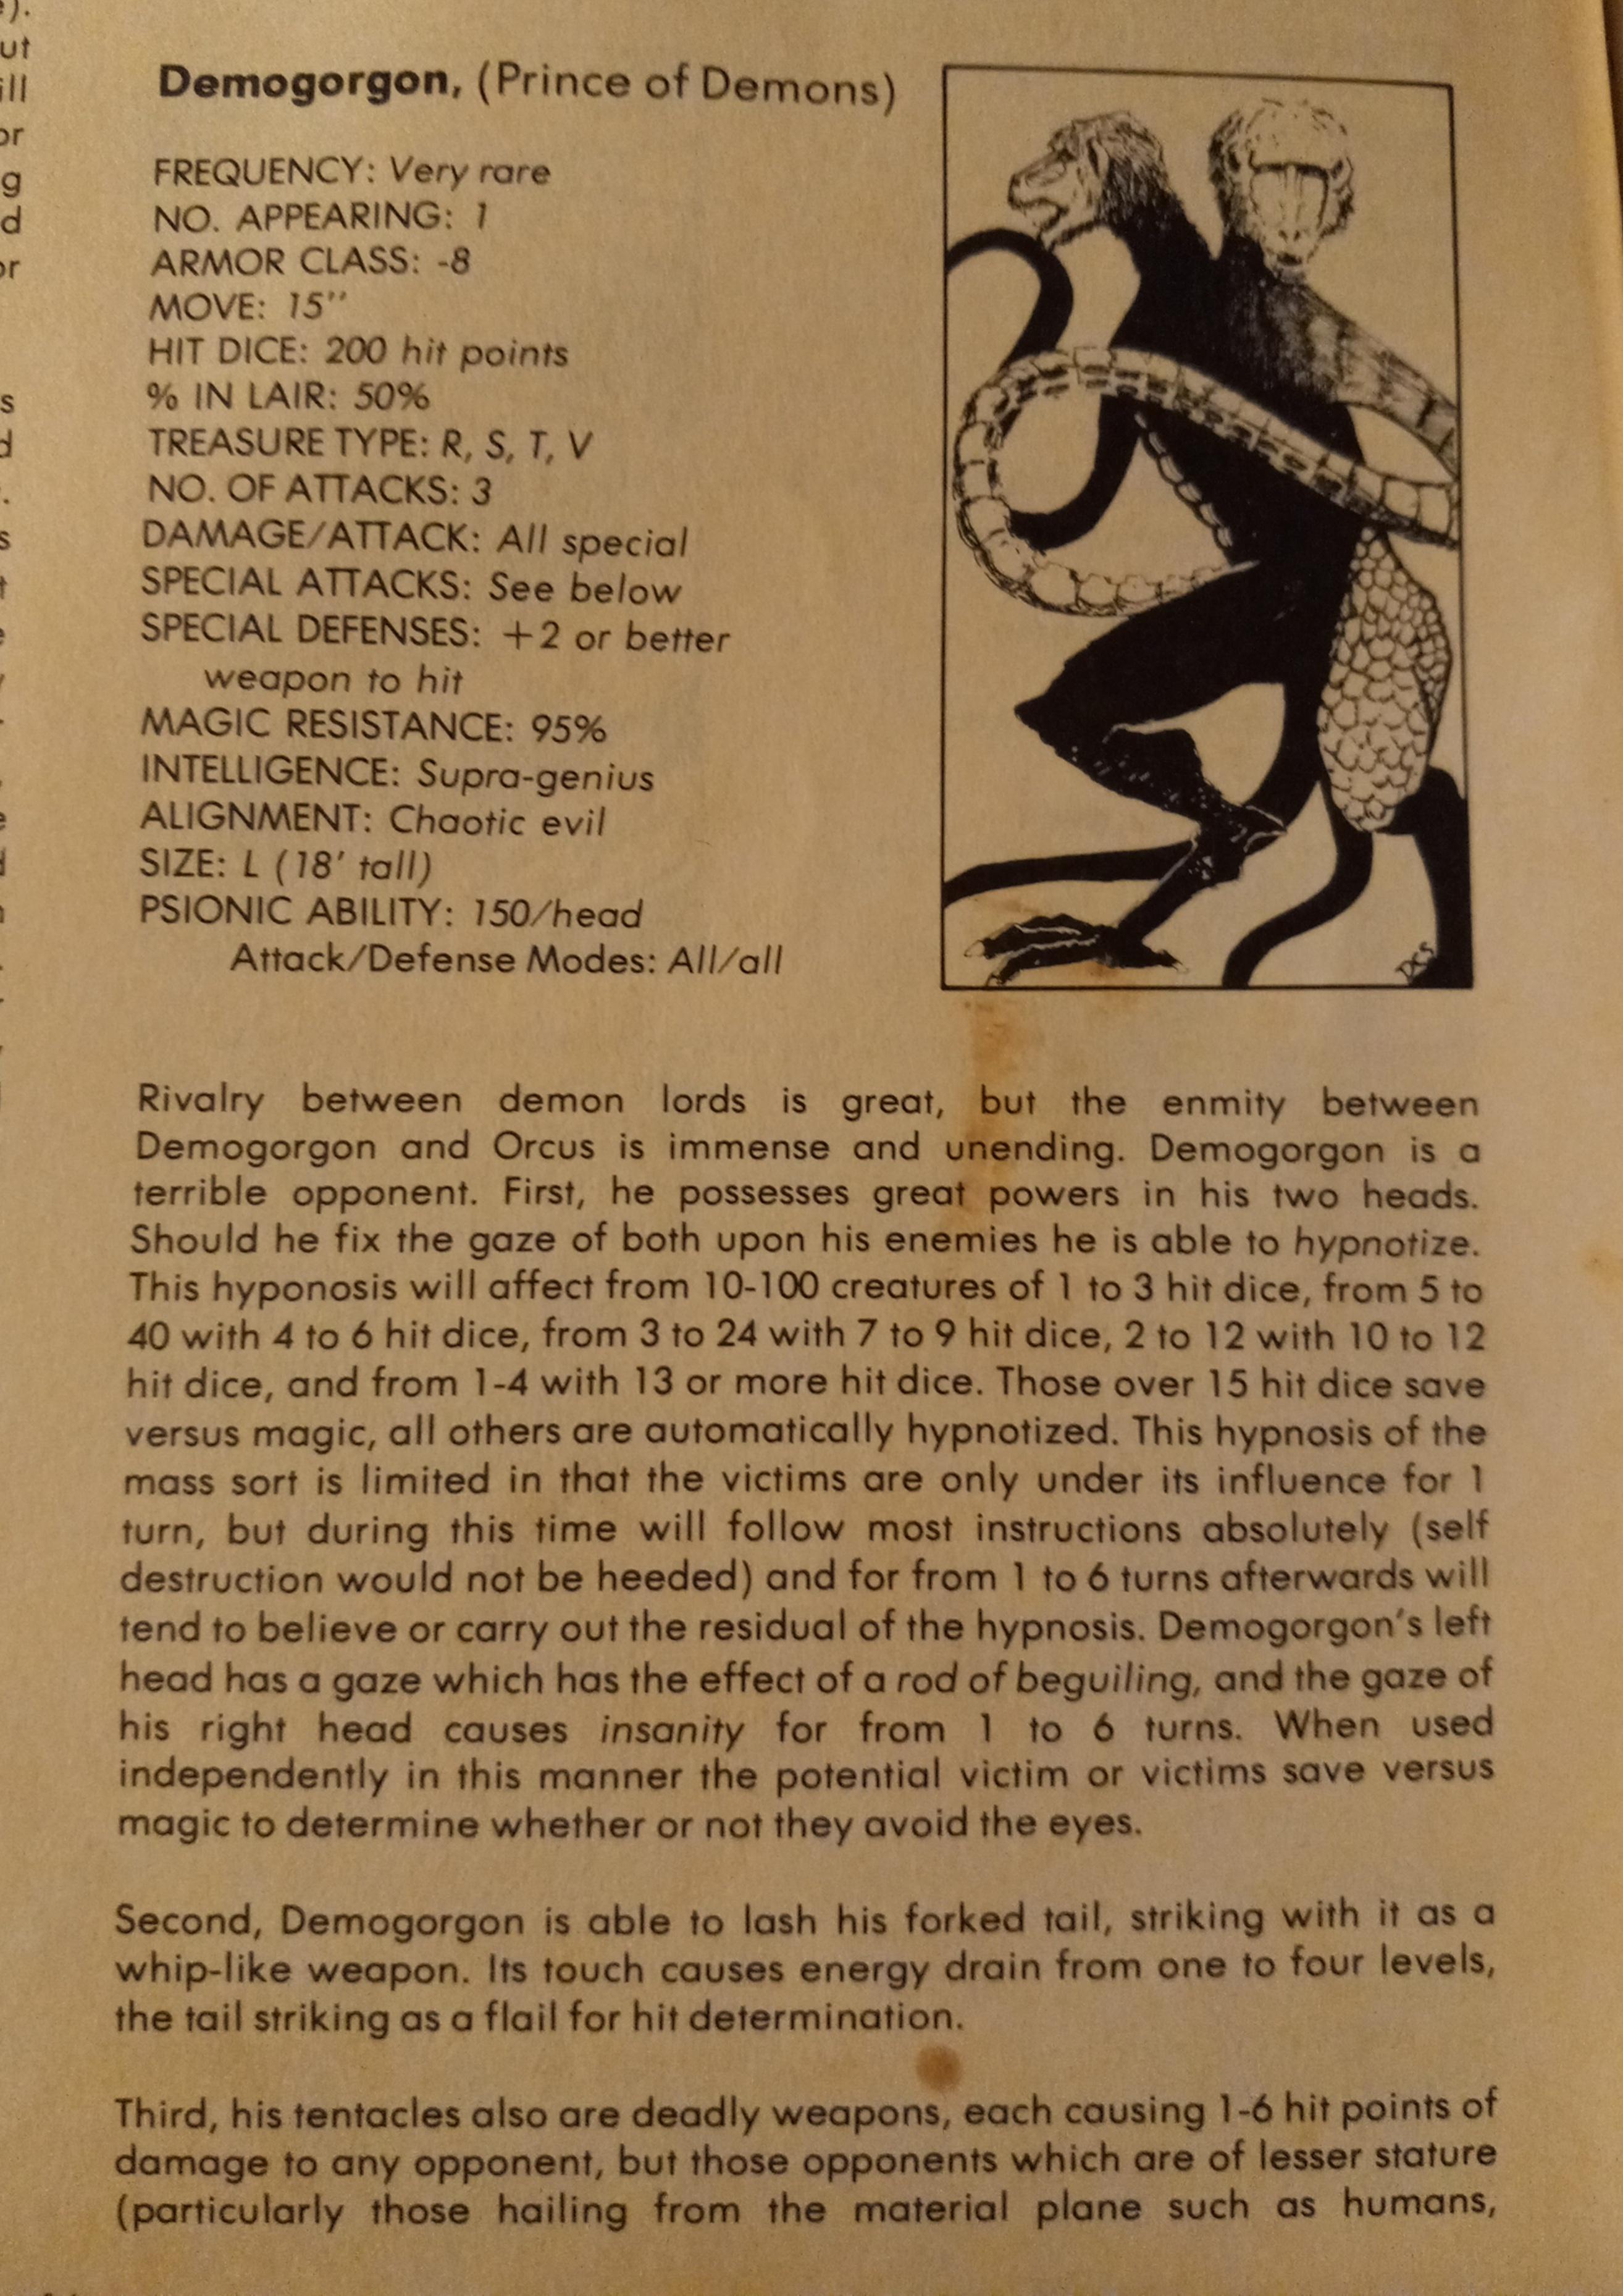 Demogorgon, (Prince of Demons)
FREQUENCY: Very rare
NO. APPEARING: 1
ARMOR CLASS: -8
MOVE: 15"
HIT DICE: 200 hit points
% IN LAIR: 50%
TREASURE TYPE: R, S, T, V
NO. OF ATTACKS: 3
DAMAGE/ATTACK: All special
SPECIAL ATTACKS: See below
SPECIAL DEFENSES: +2 or better
weapon to hit
MAGIC RESISTANCE: 95%
INTELLIGENCE: Supra-genius
ALIGNMENT: Chaotic evil
SIZE: L (18' tall)
PSIONIC ABILITY: 150/head
Attack/Defense Modes: All/all
DCS
Rivalry between demon lords is great, but the enmity between
Demogorgon and Orcus is immense and unending. Demogorgon is a
terrible opponent. First, he possesses great powers in his two heads.
Should he fix the gaze of both upon his enemies he is able to hypnotize.
This hyponosis will affect from 10-100 creatures of 1 to 3 hit dice, from 5 to
40 with 4 to 6 hit dice, from 3 to 24 with 7 to 9 hit dice, 2 to 12 with 10 to 12
hit dice, and from 1-4 with 13 or more hit dice. Those over 15 hit dice save
versus magic, all others are automatically hypnotized. This hypnosis of the
mass sort is limited in that the victims are only under its influence for 1
turn, but during this time will follow most instructions absolutely (self
destruction would not be heeded) and for from 1 to 6 turns afterwards will
tend to believe or carry out the residual of the hypnosis. Demogorgon's left
head has a gaze which has the effect of a rod of beguiling, and the gaze of
his right head causes insanity for from 1 to 6 turns. When used
independently in this manner the potential victim or victims save versus
magic to determine whether or not they avoid the eyes.
Second, Demogorgon is able to lash his forked tail, striking with it as a
whip-like weapon. Its touch causes energy drain from one to four levels,
the tail striking as a flail for hit determination.
Third, his tentacles also are deadly weapons, each causing 1-6 hit points of
damage to any opponent, but those opponents which are of lesser stature
(particularly those hailing from the material plane such as humans,